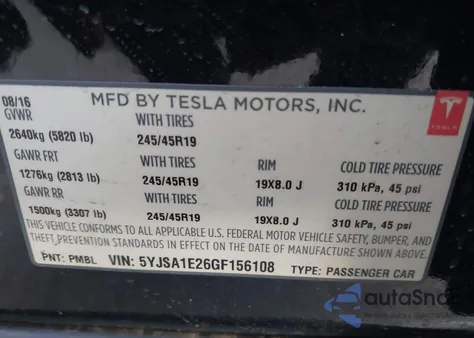 08/16 MFD BY TESLA MOTORS, INC.
GVWR WITH TIRES
2640kg (5820 lb) 245/45R19
GAWR FRT WITH TIRES RIM COLD TIRE PRESSURE
1276kg (2813 lb) 245/45R19 19X8.0 J 310 kPa, 45 psi
GAWR RR WITH TIRES RIM COLD TIRE PRESSURE
1500kg (3307 lb) 245/45R19 19X8.0 J 310 kPa, 45 psi
THIS VEHICLE CONFORMS TO ALL APPLICABLE U.S. FEDERAL MOTOR VEHICLE SAFETY, BUMPER, AND
THEFT PREVENTION STANDARDS IN EFFECT ON THE DATE OF MANUFACTURE SHOWN ABOVE.
PNT: PMBL VIN: 5YJSA1E26GF156108 TYPE: PASSENGER CAR
TESLA